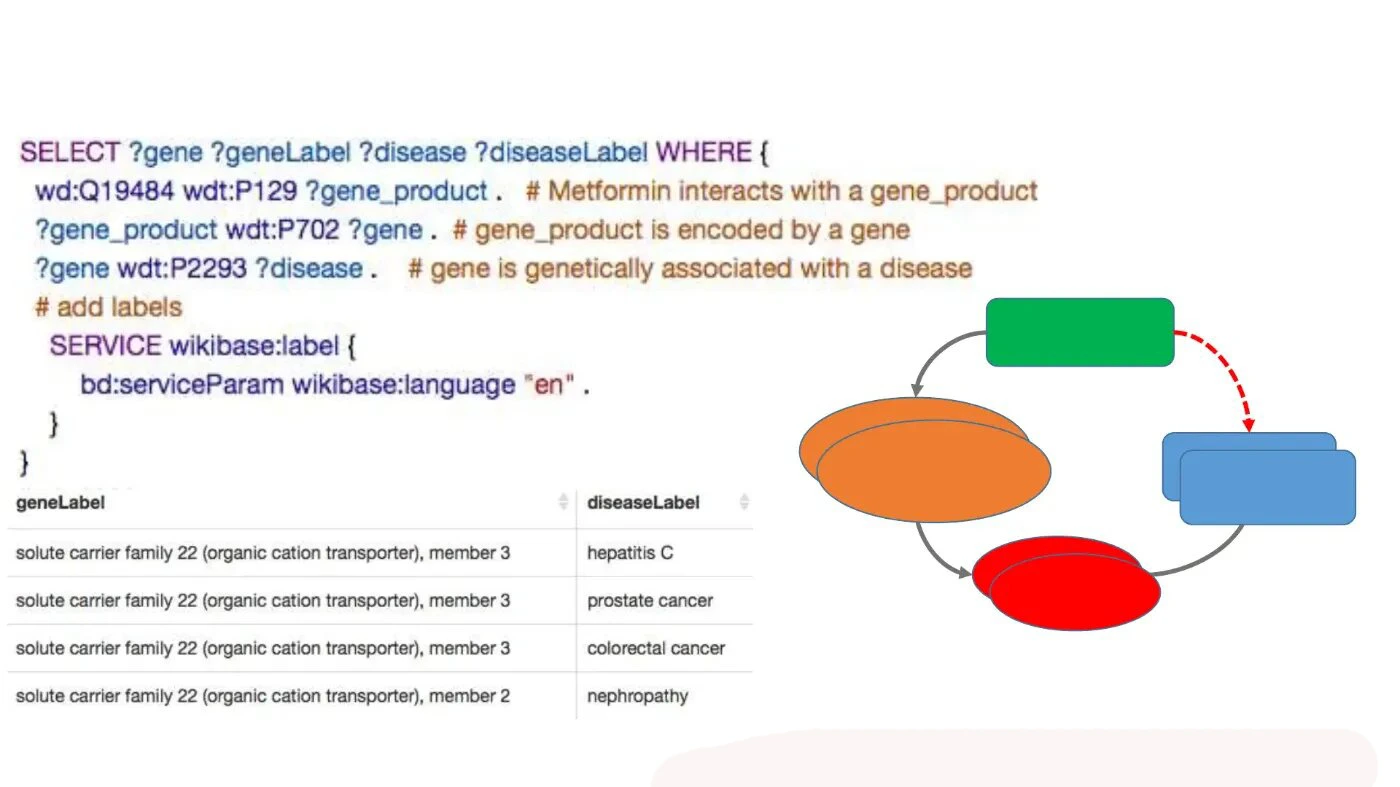 SELECT ?gene ?geneLabel ?disease ?diseaseLabel WHERE {
wd:Q19484 wdt:P129 ?gene_product . # Metformin interacts with a gene_product
?gene_product wdt:P702 ?gene . # gene_product is encoded by a gene
?gene wdt:P2293 ?disease . # gene is genetically associated with a disease
# add labels
SERVICE wikibase:label {
bd:serviceParam wikibase:language "en" .
}
}
geneLabel diseaseLabel
solute carrier family 22 (organic cation transporter), member 3 hepatitis C
solute carrier family 22 (organic cation transporter), member 3 prostate cancer
solute carrier family 22 (organic cation transporter), member 3 colorectal cancer
solute carrier family 22 (organic cation transporter), member 2 nephropathy